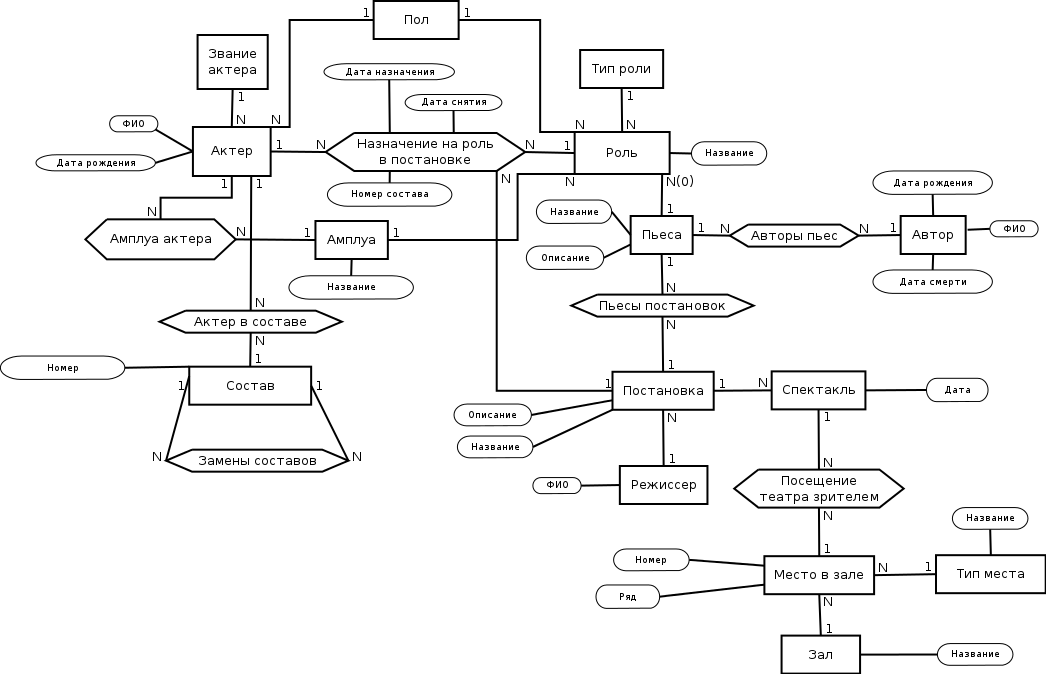 1
Пол
1
Звание
актера
Тип роли
Дата назначения
1
1
Дата снятия
ФИО
N
N
N
N
Назначение на роль
в постановке
Актер
1
N
N
1
Роль
Название
Дата рождения
1
1
N
N
N(0)
Дата рождения
Номер состава
N
1
Название
Амплуа актера
N
1
Амплуа
1
Пьеса
1
N
Авторы пьес
N
1
Автор
ФИО
Описание
1
Название
Дата смерти
N
N
Пьесы постановок
Актер в составе
N
N
1
1
Номер
1
Состав
1
1
Постановка
1
N
Спектакль
Дата
Описание
N
1
Название
N
Замены составов
N
1
N
ФИО
Режиссер
Посещение
театра зрителем
N
Название
1
Номер
Место в зале
N
1
Тип места
Ряд
N
1
Зал
Название